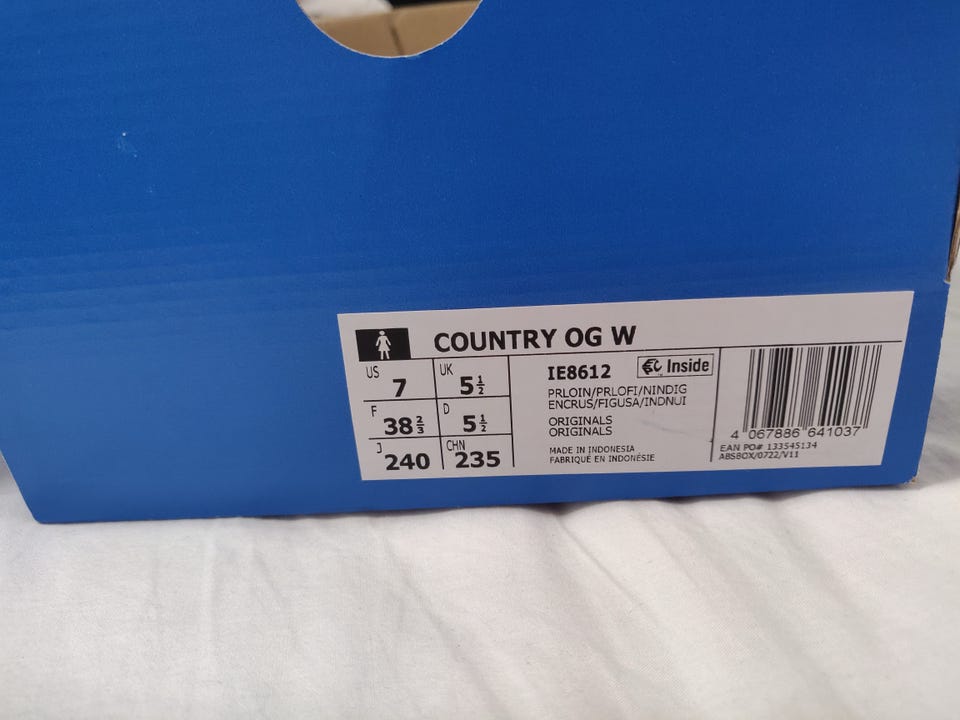 COUNTRY OG W
US 7 UK 5 1/2
F 38 2/3 D 5 1/2
J 240 CHN 235
IE8612 Inside
PRLOIN/PRLOFI/NINDIG
ENCRUS/FIGUSA/INDNUI
ORIGINALS
ORIGINALS
MADE IN INDONESIA
FABRIQUÉ EN INDONÉSIE
4 067886 641037
EAN PO# 133545134
ABSBOX/0722/V11